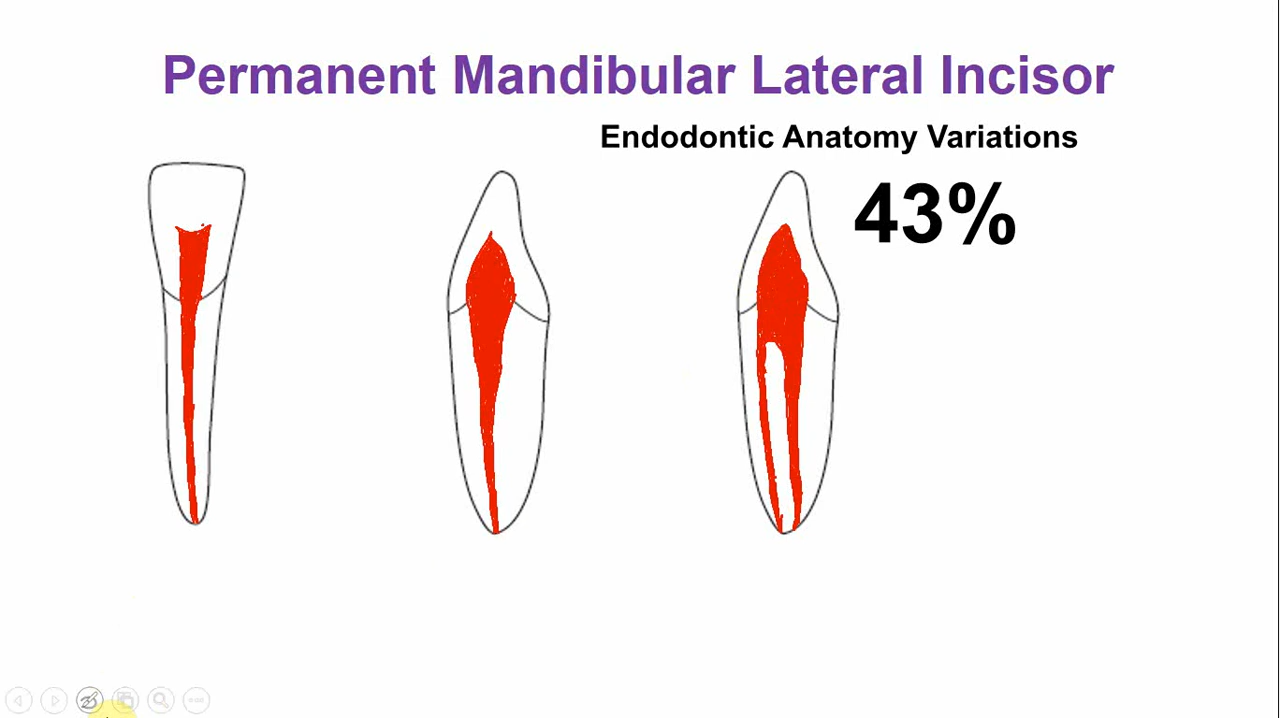 Permanent Mandibular Lateral Incisor
Endodontic Anatomy Variations
43%